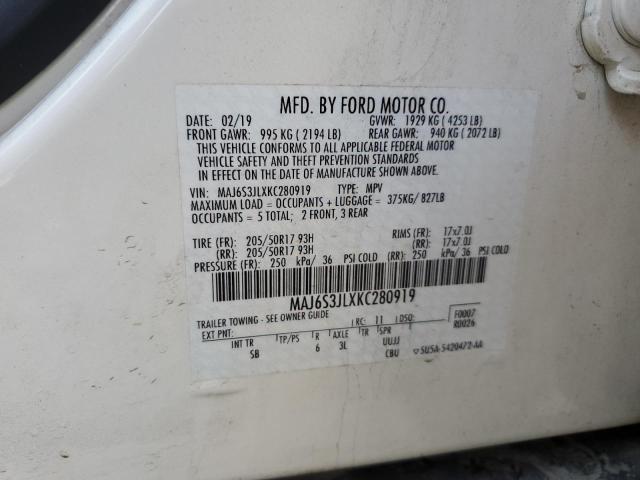 MFD. BY FORD MOTOR CO.
DATE: 02/19 GVWR: 1929 KG ( 4253 LB)
FRONT GAWR: 995 KG ( 2194 LB) REAR GAWR: 940 KG ( 2072 LB)
THIS VEHICLE CONFORMS TO ALL APPLICABLE FEDERAL MOTOR
VEHICLE SAFETY AND THEFT PREVENTION STANDARDS
IN EFFECT ON THE DATE OF MANUFACTURE SHOWN ABOVE.
VIN: MAJ6S3JLXKC280919 TYPE: MPV
MAXIMUM LOAD = OCCUPANTS + LUGGAGE = 375KG/ 827LB
OCCUPANTS = 5 TOTAL; 2 FRONT, 3 REAR
TIRE (FR): 205/50R17 93H RIMS (FR): 17x7.0J
(RR): 205/50R17 93H (RR): 17x7.0J
PRESSURE (FR): 250 kPa/ 36 PSI COLD (RR): 250 kPa/ 36 PSI COLD
MAJ6S3JLXKC280919
TRAILER TOWING - SEE OWNER GUIDE
EXT PNT: RC: 11 DSO: F0007
R0026
INT TR TP/PS R AXLE TR SPR
SB 6 3L UUJJ
CBU ▽ SU5A-5420472-AA